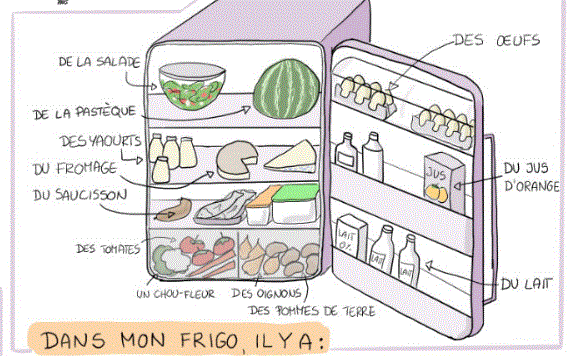 DE LA SALADE
DES OEUFS
DE LA PASTÈQUE
DES YAOURTS
DU FROMAGE
DU SAUCISSON
JUS
DU JUS
D'ORANGE
DES TOMATES
LAIT
LAIT
LAIT
DU LAIT
UN CHOU-FLEUR
DES OIGNONS
DES POMMES DE TERRE
DANS MON FRIGO, IL Y A: